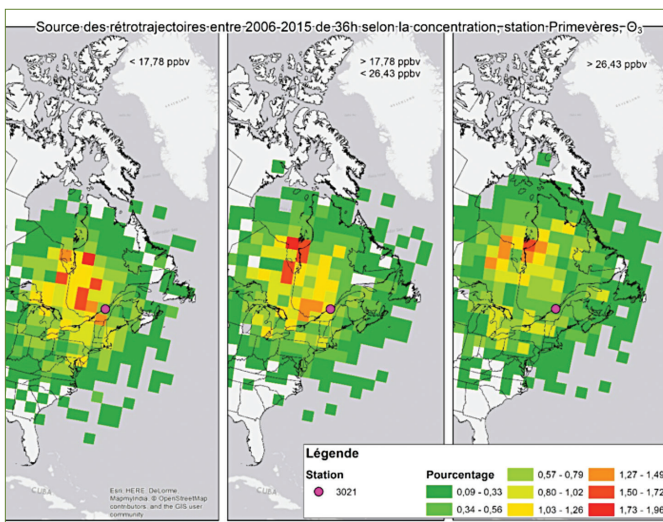 Source des rétrotrajectoires entre 2006-2015 de 36h selon la concentration, station Primevères, O₃
< 17,78 ppbv
> 17,78 ppbv
< 26,43 ppbv
> 26,43 ppbv
Esri, HERE, DeLorme,
MapmyIndia, © OpenStreetMap
contributors, and the GIS user
community
CUBA
Légende
Station
3021
Pourcentage
0,09 - 0,33
0,34 - 0,56
0,57 - 0,79
0,80 - 1,02
1,03 - 1,26
1,27 - 1,49
1,50 - 1,72
1,73 - 1,96